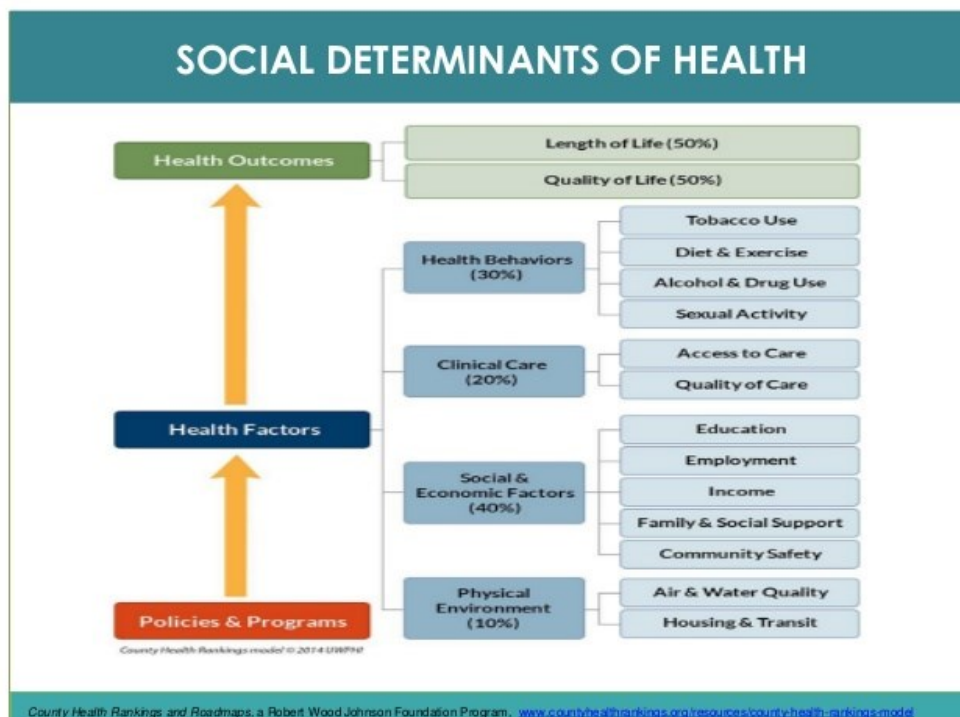 SOCIAL DETERMINANTS OF HEALTH
Health Outcomes
Length of Life (50%)
Quality of Life (50%)
Health Factors
Health Behaviors
(30%)
Tobacco Use
Diet & Exercise
Alcohol & Drug Use
Sexual Activity
Clinical Care
(20%)
Access to Care
Quality of Care
Social &
Economic Factors
(40%)
Education
Employment
Income
Family & Social Support
Community Safety
Physical
Environment
(10%)
Air & Water Quality
Housing & Transit
Policies & Programs
County Health Rankings model © 2014 UWPHI
County Health Rankings and Roadmaps, a Robert Wood Johnson Foundation Program. www.countyhealthrankings.org/resources/county-health-rankings-model